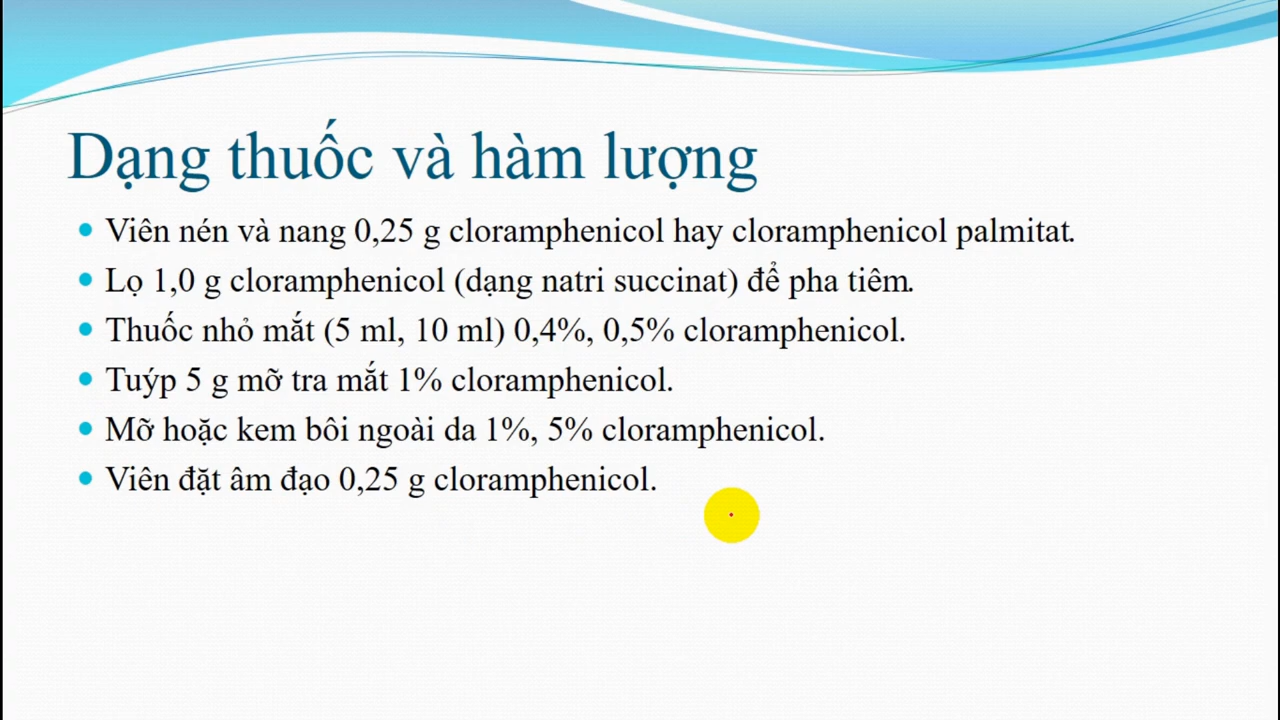 Dạng thuốc và hàm lượng
Viên nén và nang 0,25 g cloramphenicol hay cloramphenicol palmitat.
Lọ 1,0 g cloramphenicol (dạng natri succinat) để pha tiêm.
Thuốc nhỏ mắt (5 ml, 10 ml) 0,4%, 0,5% cloramphenicol.
Tuýp 5 g mỡ tra mắt 1% cloramphenicol.
Mỡ hoặc kem bôi ngoài da 1%, 5% cloramphenicol.
Viên đặt âm đạo 0,25 g cloramphenicol.